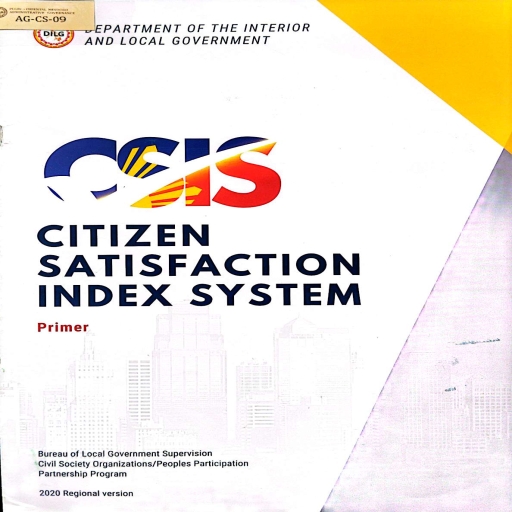 AG-CS-09
DILG
DEPARTMENT OF THE INTERIOR
AND LOCAL GOVERNMENT
CSIS
CITIZEN
SATISFACTION
INDEX SYSTEM
Primer
Bureau of Local Government Supervision
Civil Society Organizations/Peoples Participation
Partnership Program
2020 Regional version